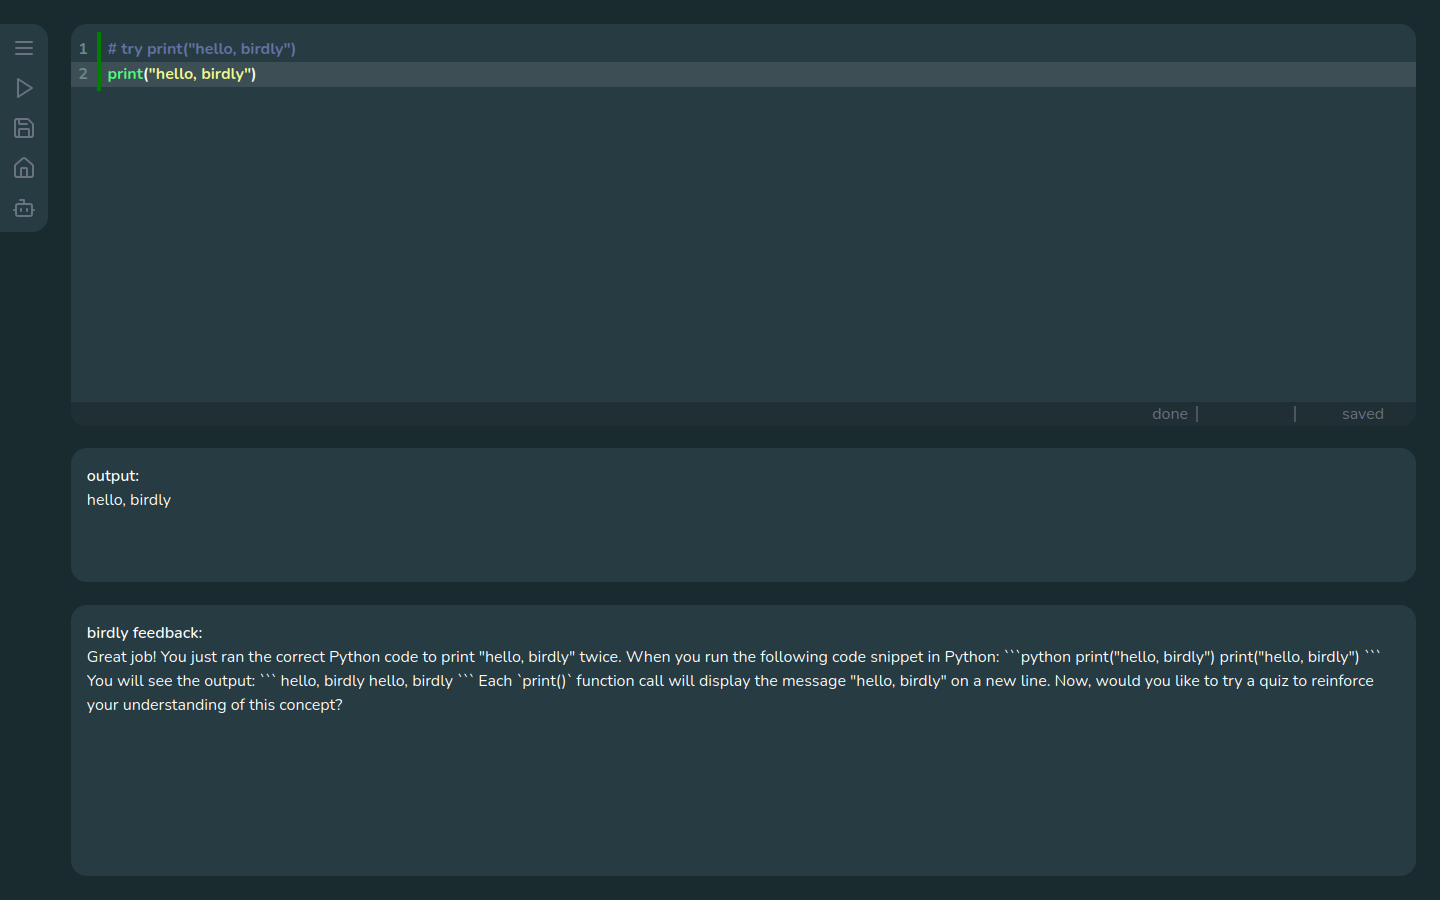 1 # try print("hello, birdly")
2 print("hello, birdly")
done | | saved
output:
hello, birdly
birdly feedback:
Great job! You just ran the correct Python code to print "hello, birdly" twice. When you run the following code snippet in Python: ```python print("hello, birdly") print("hello, birdly") ```
You will see the output: ``` hello, birdly hello, birdly ``` Each `print()` function call will display the message "hello, birdly" on a new line. Now, would you like to try a quiz to reinforce
your understanding of this concept?